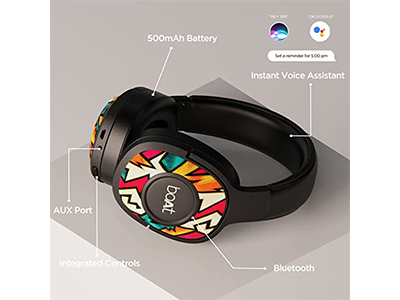 "HEY SIRI"
"OK GOOGLE"
500mAh Battery
Set a reminder for 5:00 pm
Instant Voice Assistant
boAt
AUX Port
Integrated Controls
Bluetooth